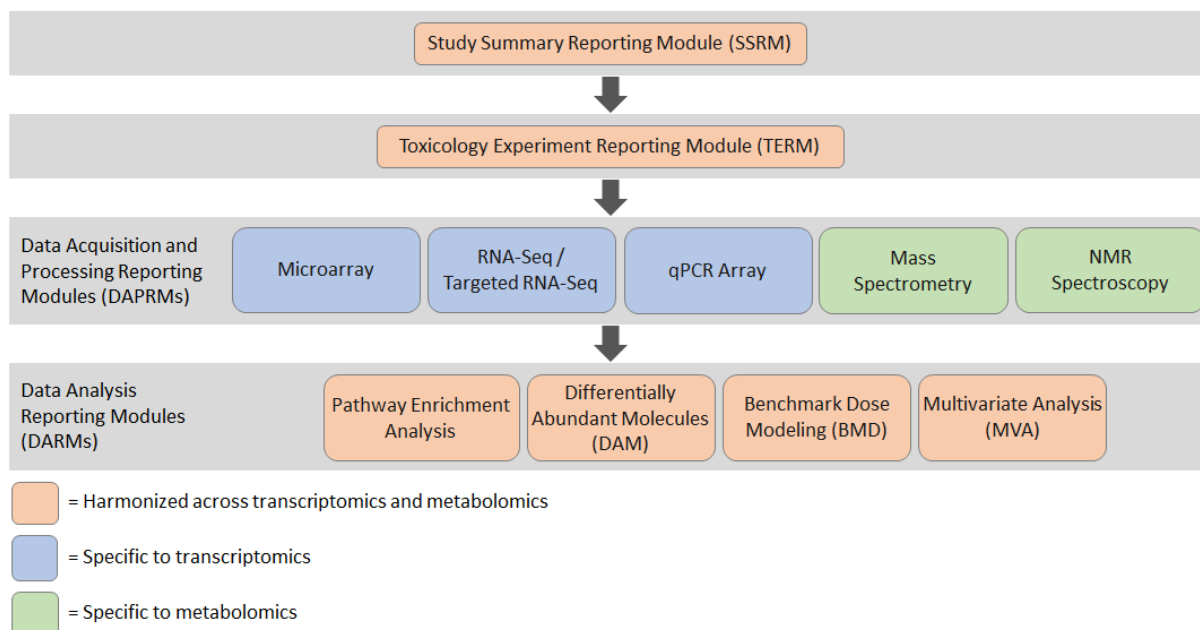 Study Summary Reporting Module (SSRM)
Toxicology Experiment Reporting Module (TERM)
Data Acquisition and
Processing Reporting
Modules (DAPRMs)
Microarray
RNA-Seq /
Targeted RNA-Seq
qPCR Array
Mass
Spectrometry
NMR
Spectroscopy
Data Analysis
Reporting Modules
(DARMs)
Pathway Enrichment
Analysis
Differentially
Abundant Molecules
(DAM)
Benchmark Dose
Modeling (BMD)
Multivariate Analysis
(MVA)
= Harmonized across transcriptomics and metabolomics
= Specific to transcriptomics
= Specific to metabolomics